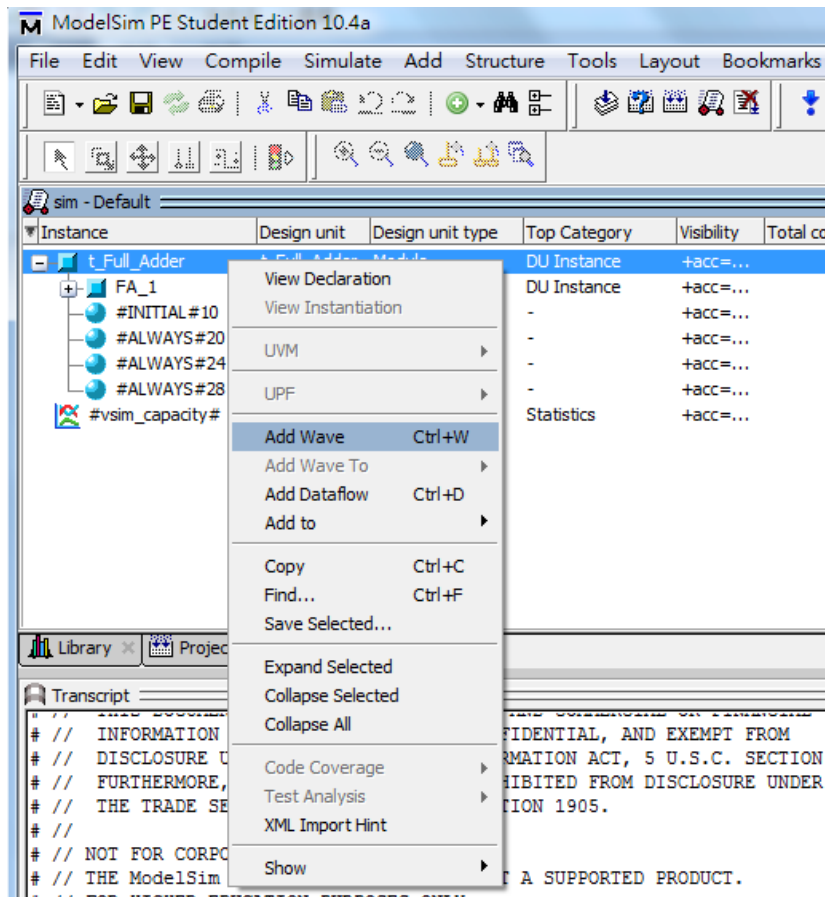 ModelSim PE Student Edition 10.4a
File Edit View Compile Simulate Add Structure Tools Layout Bookmarks
sim - Default
Instance Design unit Design unit type Top Category Visibility Total co
t_Full_Adder t_Full_Adder Module DU Instance +acc=...
FA_1 DU Instance +acc=...
#INITIAL#10 - +acc=...
#ALWAYS#20 - +acc=...
#ALWAYS#24 - +acc=...
#ALWAYS#28 - +acc=...
#vsim_capacity# Statistics +acc=...
View Declaration
View Instantiation
UVM
UPF
Add Wave Ctrl+W
Add Wave To
Add Dataflow Ctrl+D
Add to
Copy Ctrl+C
Find... Ctrl+F
Save Selected...
Expand Selected
Collapse Selected
Collapse All
Code Coverage
Test Analysis
XML Import Hint
Show
Library Projec
Transcript
# // INFORMATION FIDENTIAL, AND EXEMPT FROM
# // DISCLOSURE U RMATION ACT, 5 U.S.C. SECTION
# // FURTHERMORE, HIBITED FROM DISCLOSURE UNDER
# // THE TRADE SE TION 1905.
# //
# // NOT FOR CORPO
# // THE ModelSim T A SUPPORTED PRODUCT.